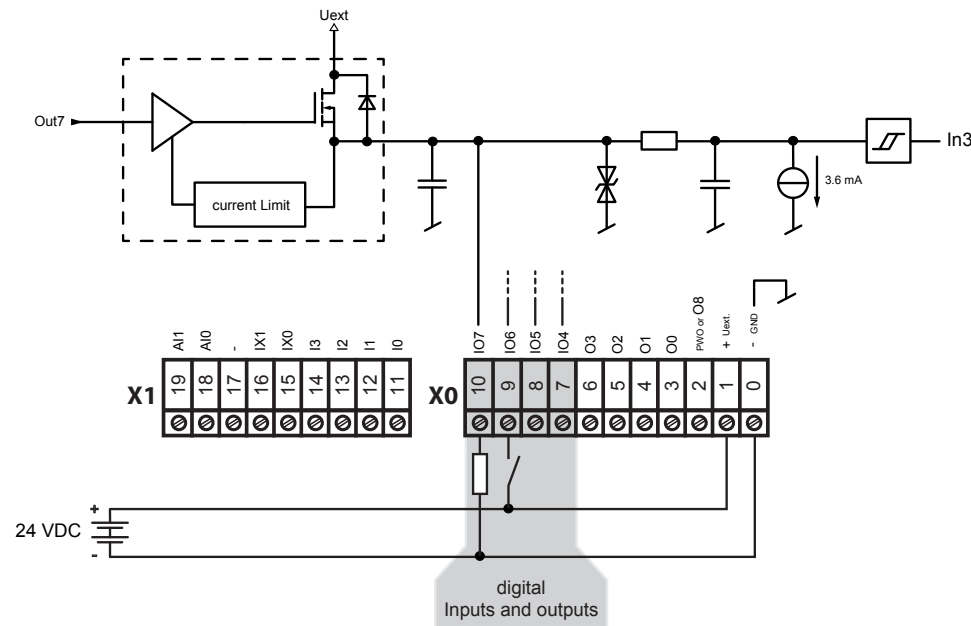 Uext
Out7
current Limit
3.6 mA
In3
AI1
AI0
-
IX1
IX0
I3
I2
I1
I0
IO7
IO6
IO5
IO4
O3
O2
O1
O0
PWO or O8
+ Uext.
- GND
X1
19
18
17
16
15
14
13
12
11
X0
10
9
8
7
6
5
4
3
2
1
0
+
24 VDC
-
digital
Inputs and outputs